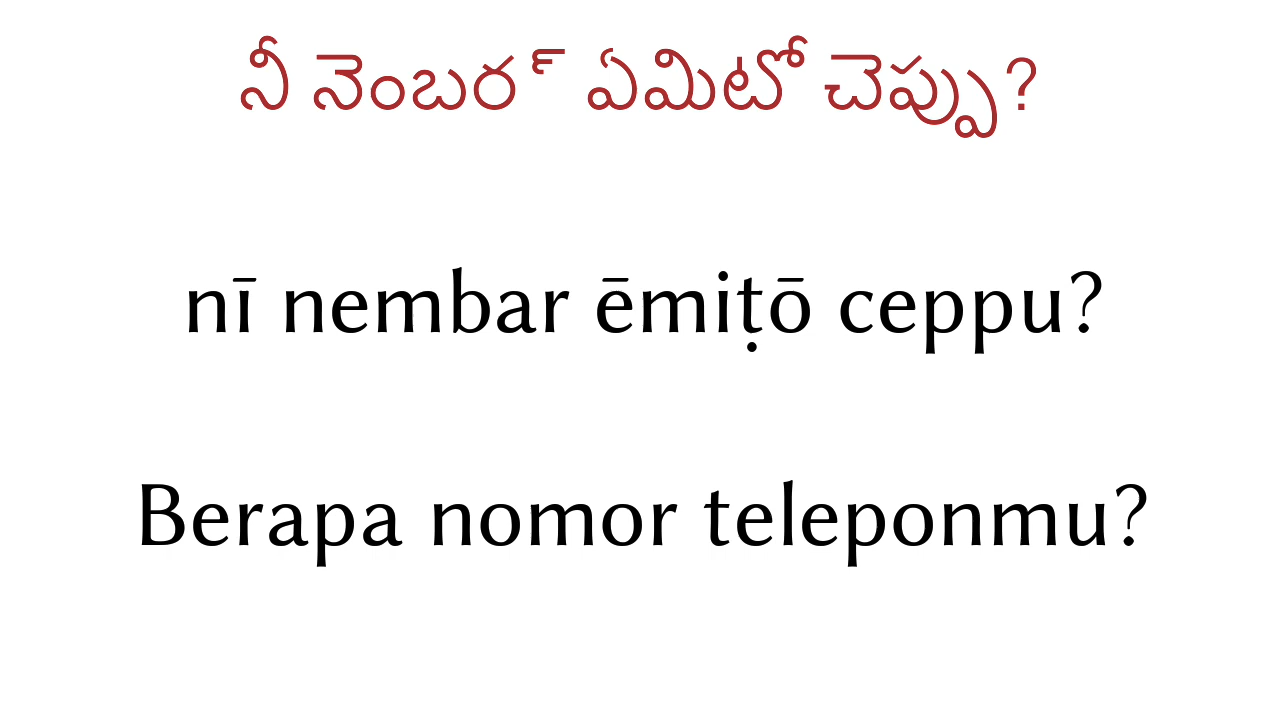 నీ నెంబర్ ఏమిటో చెప్పు?
nī nembar ēmiṭō ceppu?
Berapa nomor teleponmu?